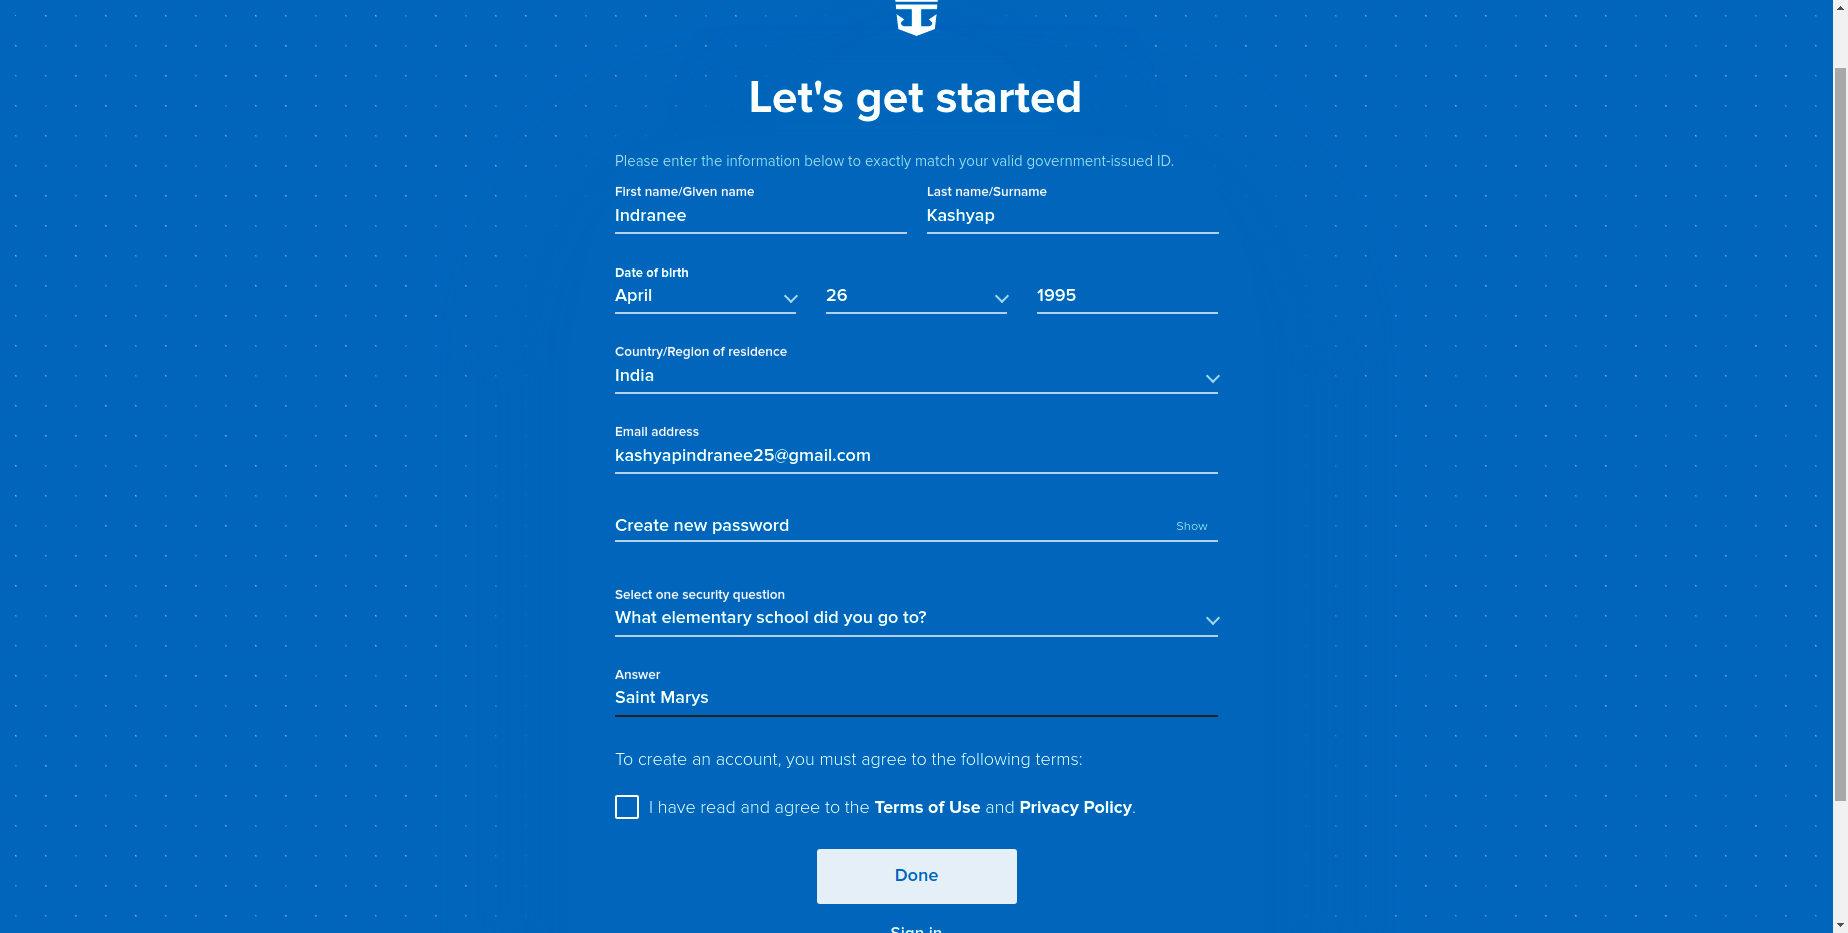 Let's get started
Please enter the information below to exactly match your valid government-issued ID.
First name/Given name
Last name/Surname
Indranee
Kashyap
Date of birth
April
26
1995
Country/Region of residence
India
Email address
kashyapindranee25@gmail.com
Create new password
Show
Select one security question
What elementary school did you go to?
Answer
Saint Marys
To create an account, you must agree to the following terms:
I have read and agree to the Terms of Use and Privacy Policy.
Done
Sign in